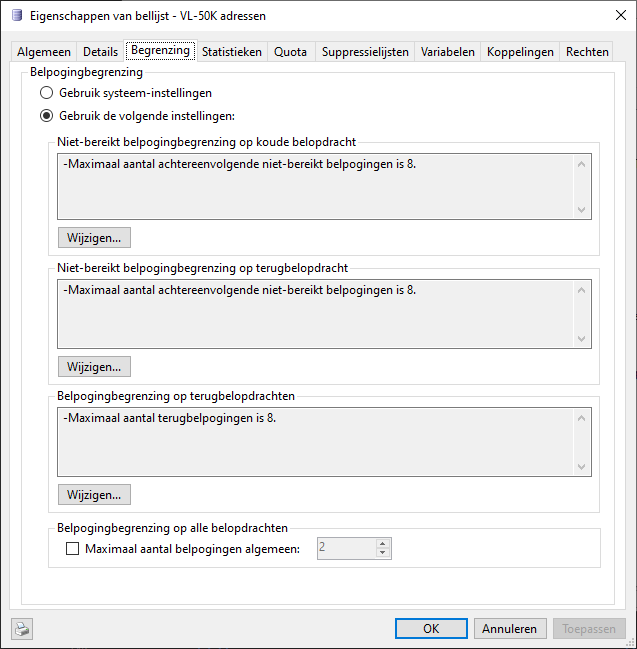 Eigenschappen van bellijst - VL-50K adressen
Algemeen Details Begrenzing Statistieken Quota Suppressielijsten Variabelen Koppelingen Rechten
Belpogingbegrenzing
Gebruik systeem-instellingen
Gebruik de volgende instellingen:
Niet-bereikt belpogingbegrenzing op koude belopdracht
-Maximaal aantal achtereenvolgende niet-bereikt belpogingen is 8.
Wijzigen...
Niet-bereikt belpogingbegrenzing op terugbelopdracht
-Maximaal aantal achtereenvolgende niet-bereikt belpogingen is 8.
Wijzigen...
Belpogingbegrenzing op terugbelopdrachten
-Maximaal aantal terugbelpogingen is 8.
Wijzigen...
Belpogingbegrenzing op alle belopdrachten
Maximaal aantal belpogingen algemeen: 2
OK Annuleren Toepassen